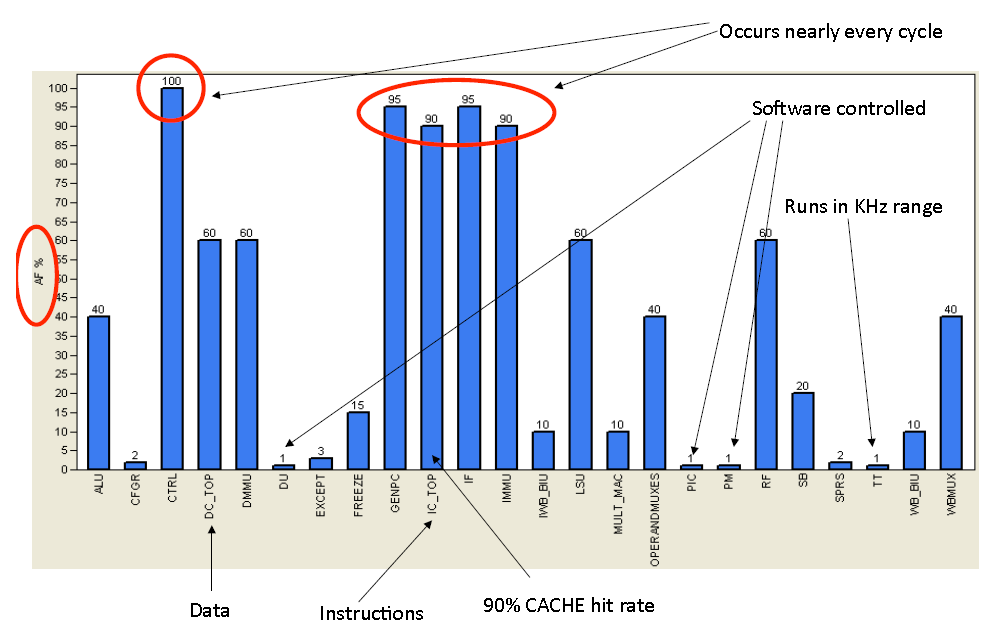 Occurs nearly every cycle
Software controlled
Runs in KHz range
AF %
100
95
90
85
80
75
70
65
60
55
50
45
40
35
30
25
20
15
10
5
0
40
2
100
60
60
1
3
15
95
90
95
90
10
60
10
40
1
1
60
20
2
1
10
40
ALU
CFGR
CTRL
DC_TOP
DMMU
DU
EXCEPT
FREEZE
GENPC
IC_TOP
IF
IMMU
IWB_BIU
LSU
MULT_MAC
OPERANDMUXES
PIC
PM
RF
SB
SPRS
TT
WB_BIU
WBMUX
Data
Instructions
90% CACHE hit rate